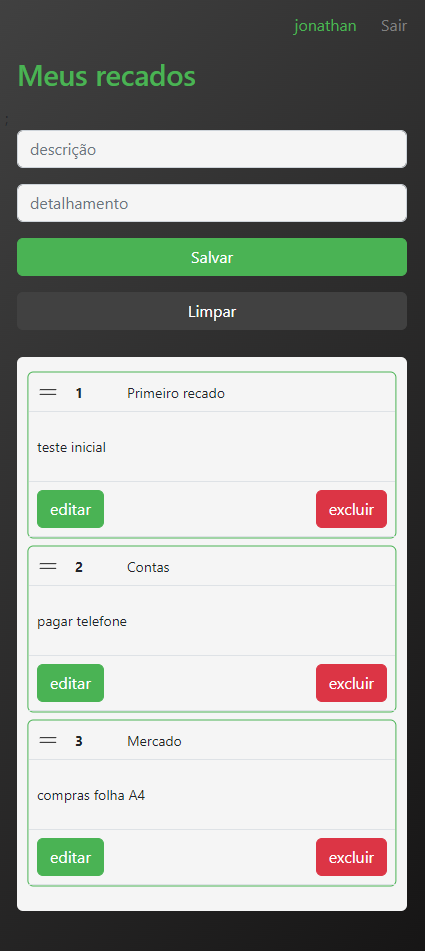 jonathan Sair
Meus recados
;
descrição
detalhamento
Salvar
Limpar
1 Primeiro recado
teste inicial
editar excluir
2 Contas
pagar telefone
editar excluir
3 Mercado
compras folha A4
editar excluir